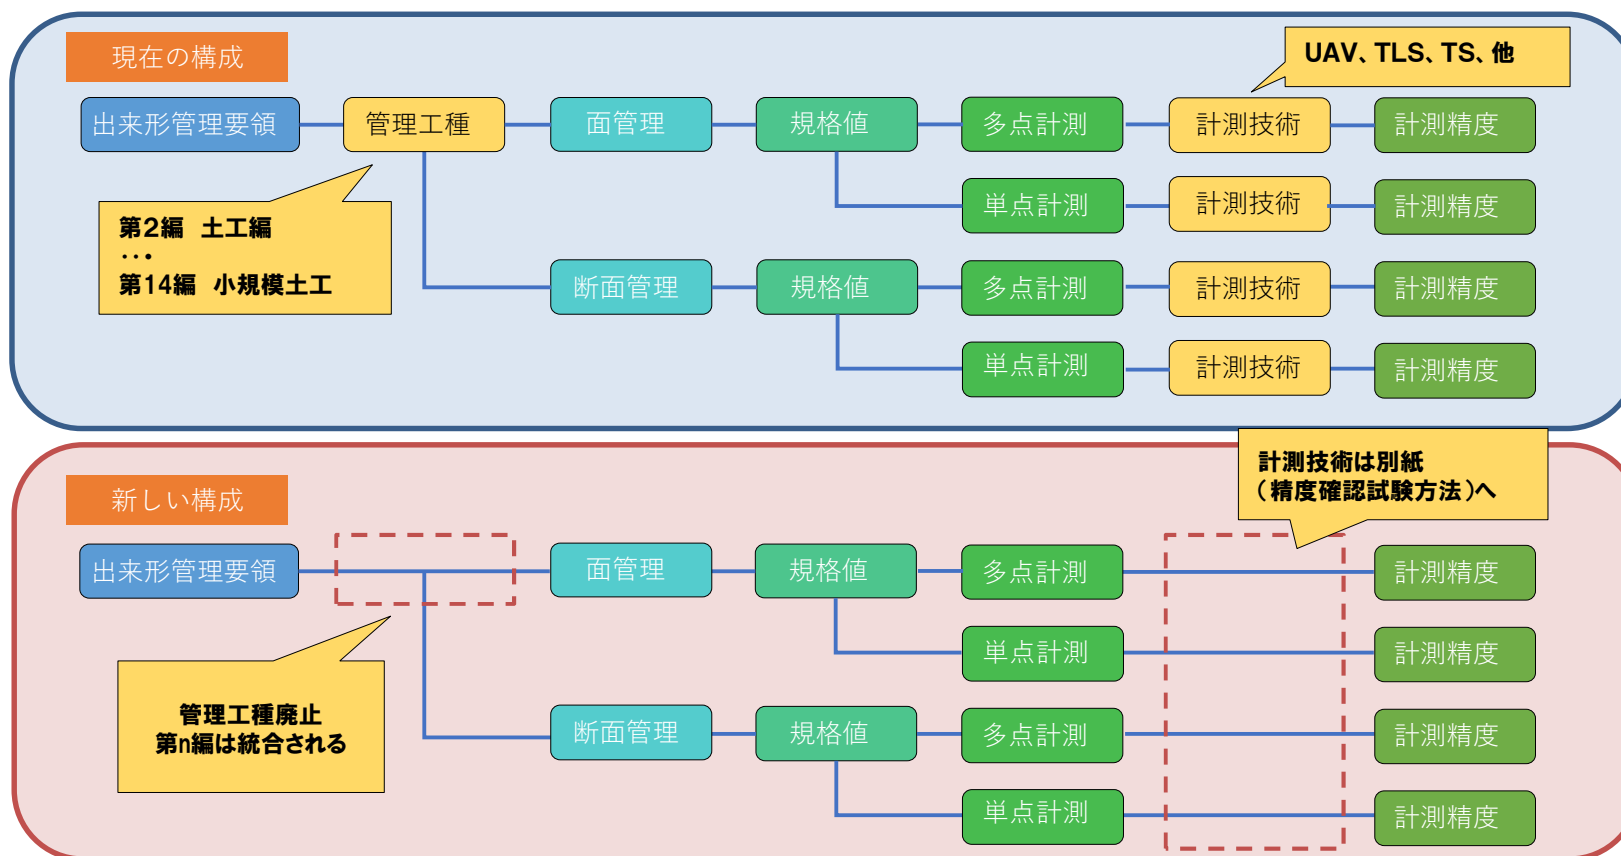 現在の構成
UAV、TLS、TS、他
出来形管理要領
管理工種
面管理
規格値
多点計測
計測技術
計測精度
単点計測
計測技術
計測精度
第2編 土工編
・・・
第14編 小規模土工
断面管理
規格値
多点計測
計測技術
計測精度
単点計測
計測技術
計測精度
新しい構成
計測技術は別紙
（精度確認試験方法）へ
出来形管理要領
面管理
規格値
多点計測
計測精度
単点計測
計測精度
管理工種廃止
第n編は統合される
断面管理
規格値
多点計測
計測精度
単点計測
計測精度